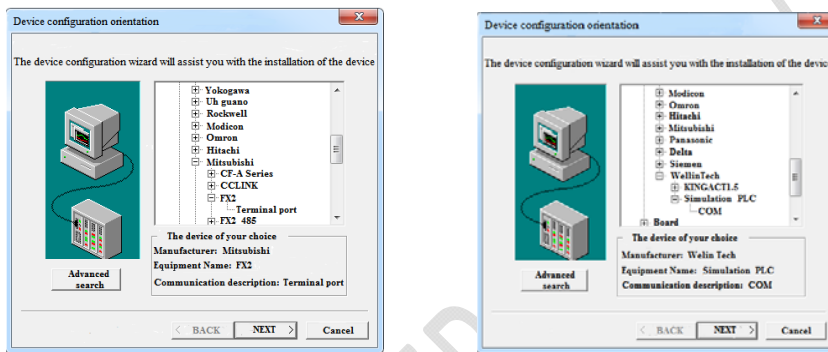 Device configuration orientation
The device configuration wizard will assist you with the installation of the device
Yokogawa
Uh guano
Rockwell
Modicon
Omron
Hitachi
Mitsubishi
CF-A Series
CCLINK
FX2
Terminal port
FX2 485
The device of your choice
Manufacturer: Mitsubishi
Equipment Name: FX2
Communication description: Terminal port
Advanced
search
< BACK
NEXT >
Cancel
Device configuration orientation
The device configuration wizard will assist you with the installation of the devic
Modicon
Omron
Hitachi
Mitsubishi
Panasonic
Delta
Siemen
WellinTech
KINGACT1.5
Simulation PLC
COM
Board
The device of your choice
Manufacturer: Welin Tech
Equipment Name: Simulation PLC
Communication description: COM
Advanced
search
< BACK
NEXT >
Cancel